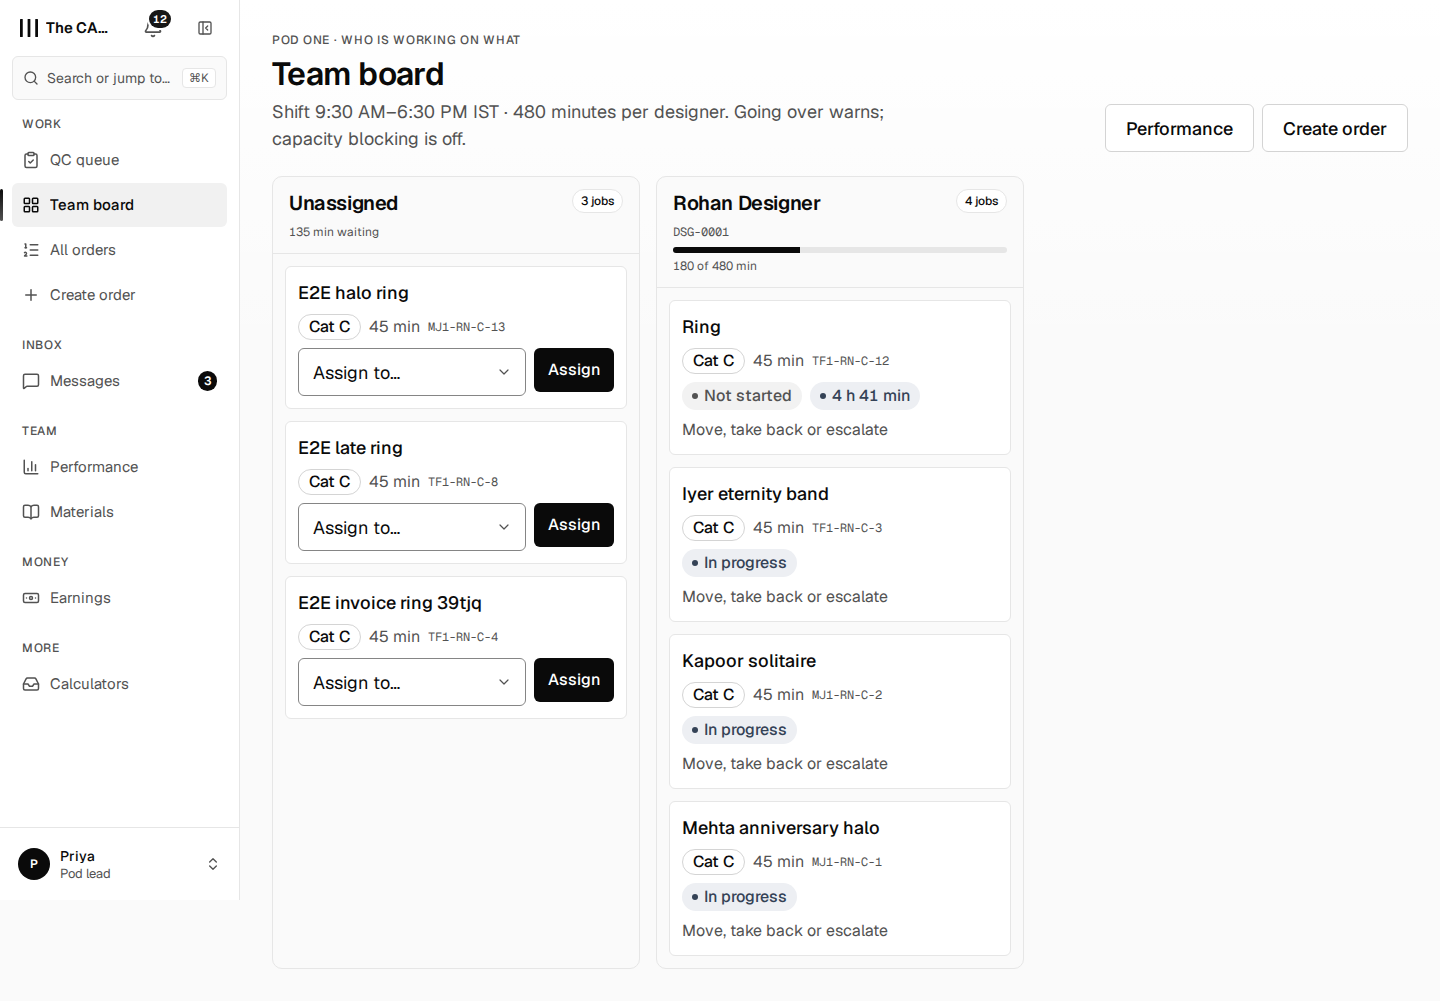 The CA...
12
Search or jump to...
⌘K
WORK
QC queue
Team board
All orders
Create order
INBOX
Messages
3
TEAM
Performance
Materials
MONEY
Earnings
MORE
Calculators
P
Priya
Pod lead
POD ONE · WHO IS WORKING ON WHAT
Team board
Shift 9:30 AM–6:30 PM IST · 480 minutes per designer. Going over warns;
capacity blocking is off.
Performance
Create order
Unassigned
3 jobs
135 min waiting
E2E halo ring
Cat C 45 min MJ1-RN-C-13
Assign to...
Assign
E2E late ring
Cat C 45 min TF1-RN-C-8
Assign to...
Assign
E2E invoice ring 39tjq
Cat C 45 min TF1-RN-C-4
Assign to...
Assign
Rohan Designer
4 jobs
DSG-0001
180 of 480 min
Ring
Cat C 45 min TF1-RN-C-12
Not started 4 h 41 min
Move, take back or escalate
Iyer eternity band
Cat C 45 min TF1-RN-C-3
In progress
Move, take back or escalate
Kapoor solitaire
Cat C 45 min MJ1-RN-C-2
In progress
Move, take back or escalate
Mehta anniversary halo
Cat C 45 min MJ1-RN-C-1
In progress
Move, take back or escalate